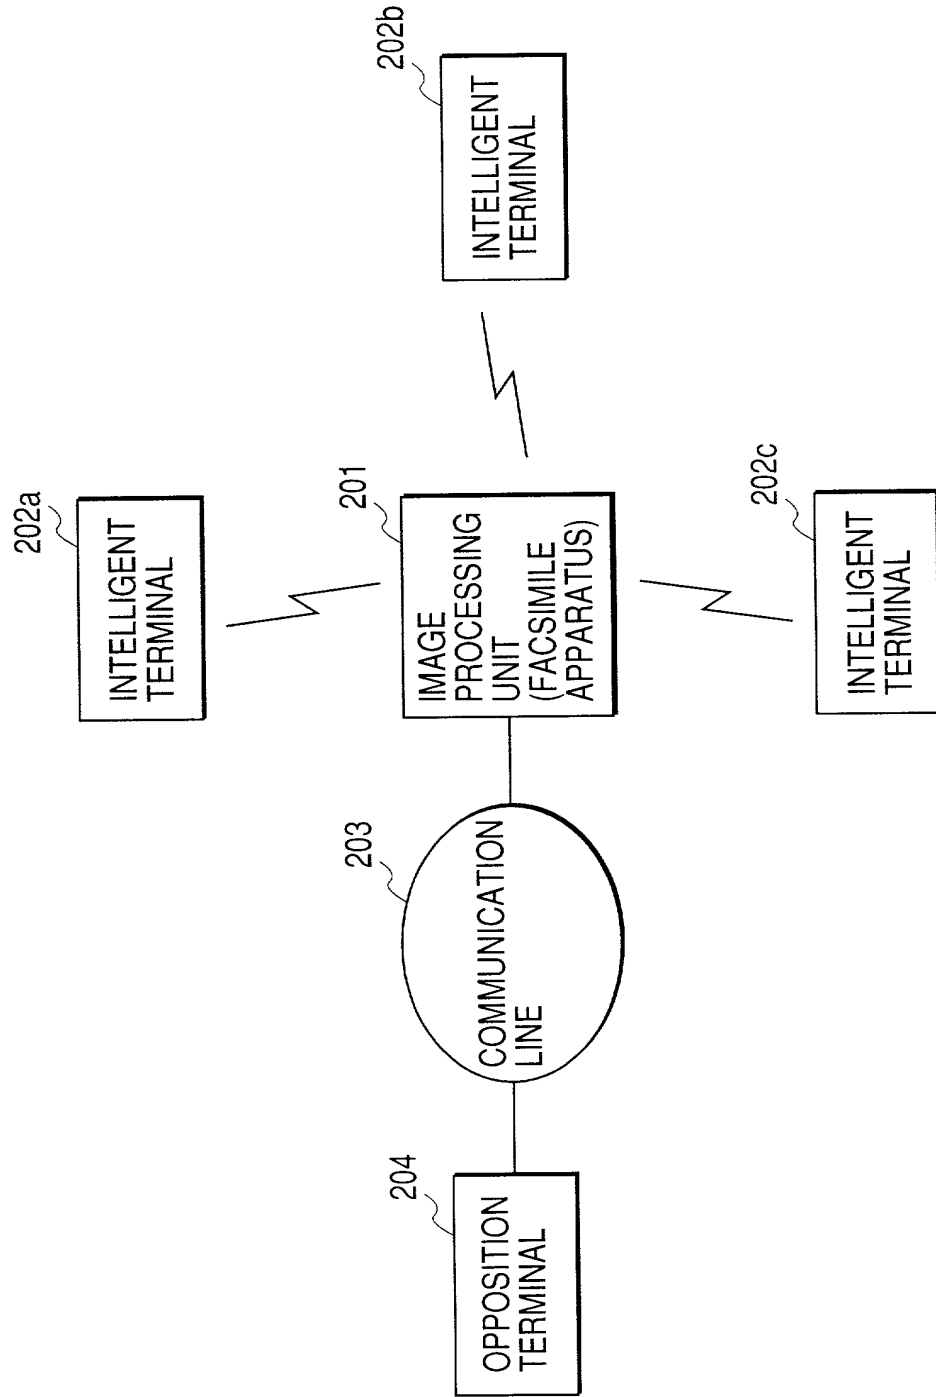 202a
INTELLIGENT
TERMINAL
204
OPPOSITION
TERMINAL
203
COMMUNICATION
LINE
201
IMAGE
PROCESSING
UNIT
(FACSIMILE
APPARATUS)
202b
INTELLIGENT
TERMINAL
202c
INTELLIGENT
TERMINAL